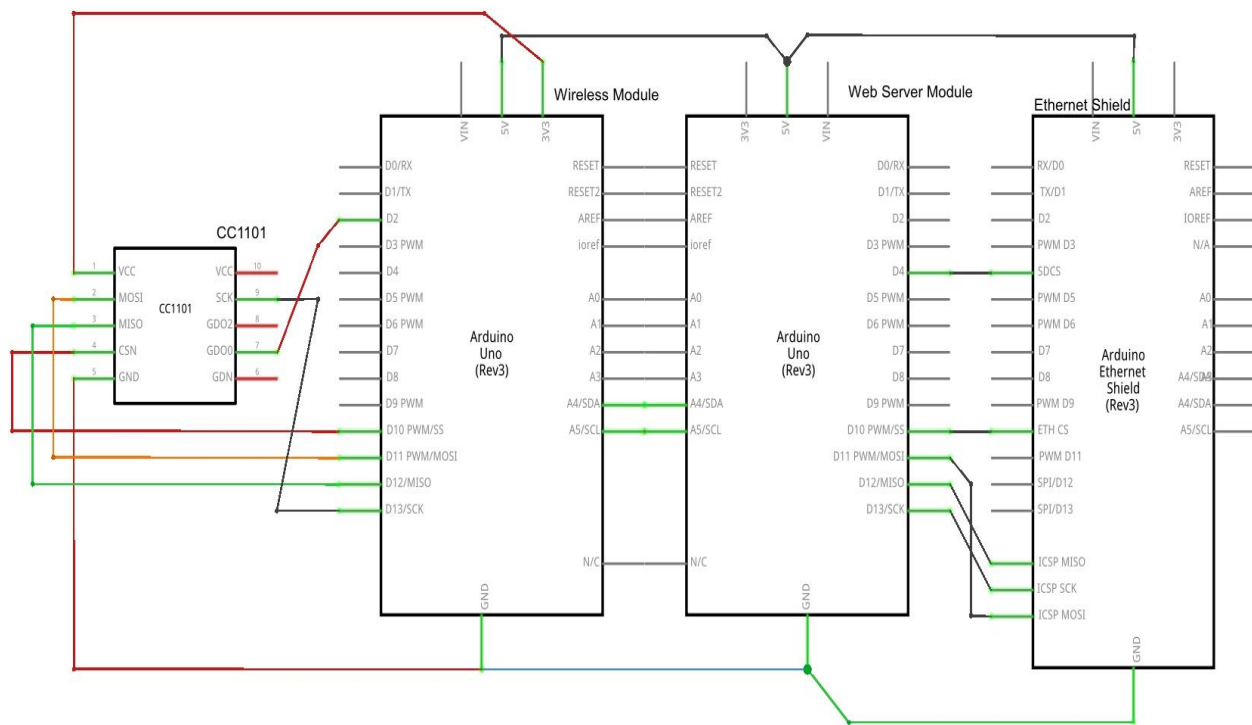 Wireless Module
Web Server Module
Ethernet Shield
VIN
5V
3V3
3V3
5V
VIN
VIN
5V
3V3
CC1101
1
VCC
VCC
10
2
MOSI
SCK
9
3
MISO
GDO2
8
4
CSN
GDO0
7
5
GND
GDN
6
CC1101
D0/RX
D1/TX
D2
D3 PWM
D4
D5 PWM
D6 PWM
D7
D8
D9 PWM
D10 PWM/SS
D11 PWM/MOSI
D12/MISO
D13/SCK
Arduino
Uno
(Rev3)
RESET
RESET2
AREF
ioref
A0
A1
A2
A3
A4/SDA
A5/SCL
N/C
GND
RESET
RESET2
AREF
ioref
A0
A1
A2
A3
A4/SDA
A5/SCL
N/C
Arduino
Uno
(Rev3)
D0/RX
D1/TX
D2
D3 PWM
D4
D5 PWM
D6 PWM
D7
D8
D9 PWM
D10 PWM/SS
D11 PWM/MOSI
D12/MISO
D13/SCK
GND
RX/D0
TX/D1
D2
PWM D3
SDCS
PWM D5
PWM D6
D7
D8
PWM D9
ETH CS
PWM D11
SPI/D12
SPI/D13
ICSP MISO
ICSP SCK
ICSP MOSI
Arduino
Ethernet
Shield
(Rev3)
RESET
AREF
IOREF
N/A
A0
A1
A2
A4/SDA
A5/SCL
GND